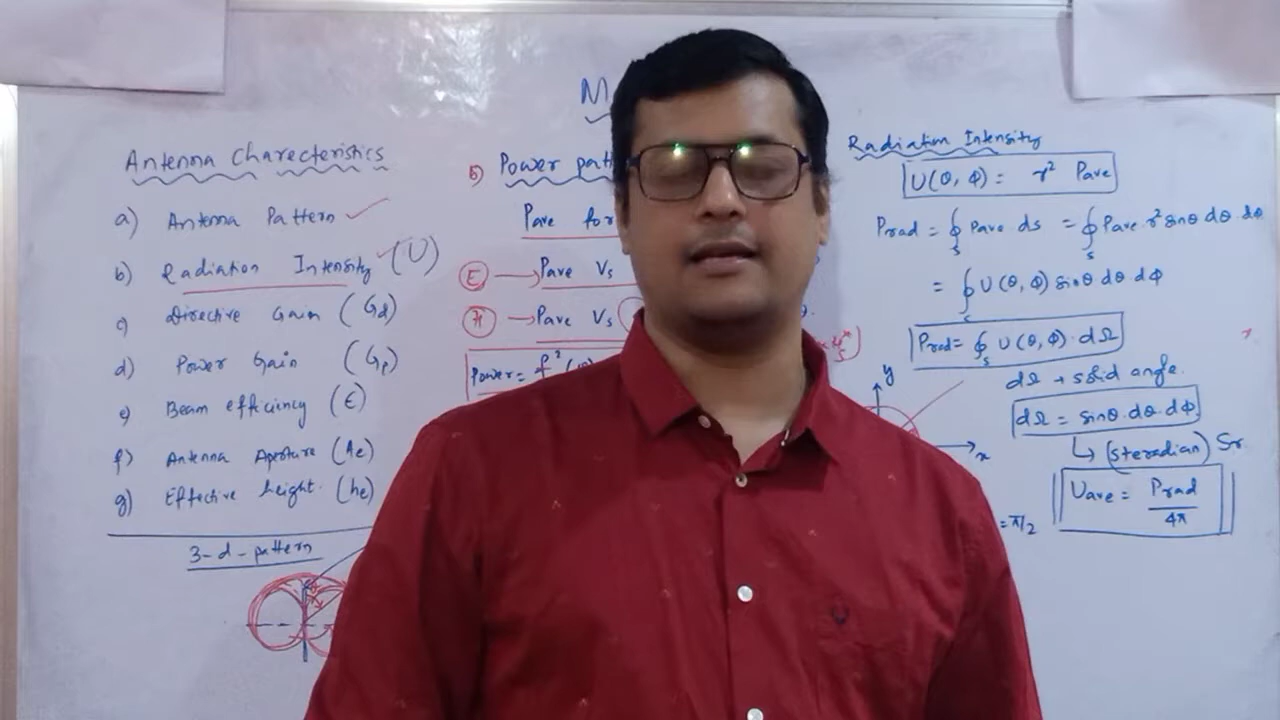 Antenna Charecteristics
a) Antenna Pattern
b) Radiation Intensity (U)
c) Directive Gain (Gd)
d) Power Gain (Gp)
e) Beam efficiency (ε)
f) Antenna Aperture (Ae)
g) Effective height. (he)
3-d-pattern
5) Power
Pave for
E → Pave Vs
H → Pave Vs
Power = f²
y
x
= π/2
Radiation Intensity
U(θ, Φ) = r² Pave
Prad = ∮s Pave ds = ∮s Pave r² sinθ dθ. dΦ
= ∮s U(θ, Φ) sinθ dθ dΦ
Prad = ∮s U(θ, Φ) . dΩ
dΩ → solid angle.
dΩ = sinθ. dθ. dΦ
↳ (steradian) Sr
Uave = Prad / 4π